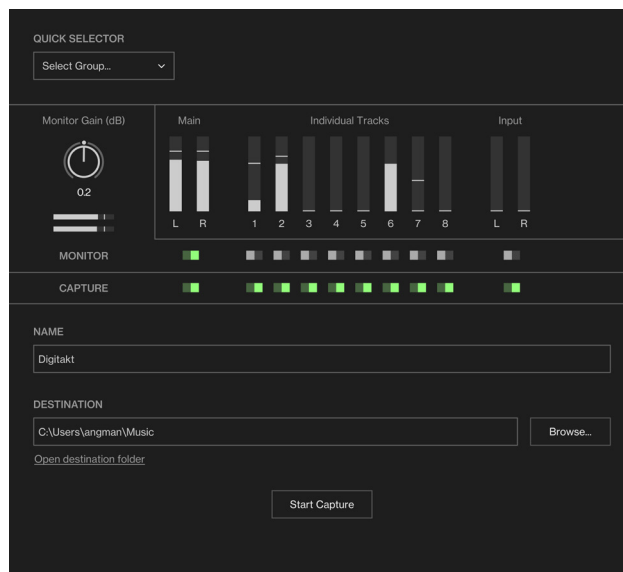 QUICK SELECTOR
Select Group...
Monitor Gain (dB)
Main
Individual Tracks
Input
0.2
L R 1 2 3 4 5 6 7 8 L R
MONITOR
CAPTURE
NAME
Digitakt
DESTINATION
C:\Users\angman\Music
Browse...
Open destination folder
Start Capture